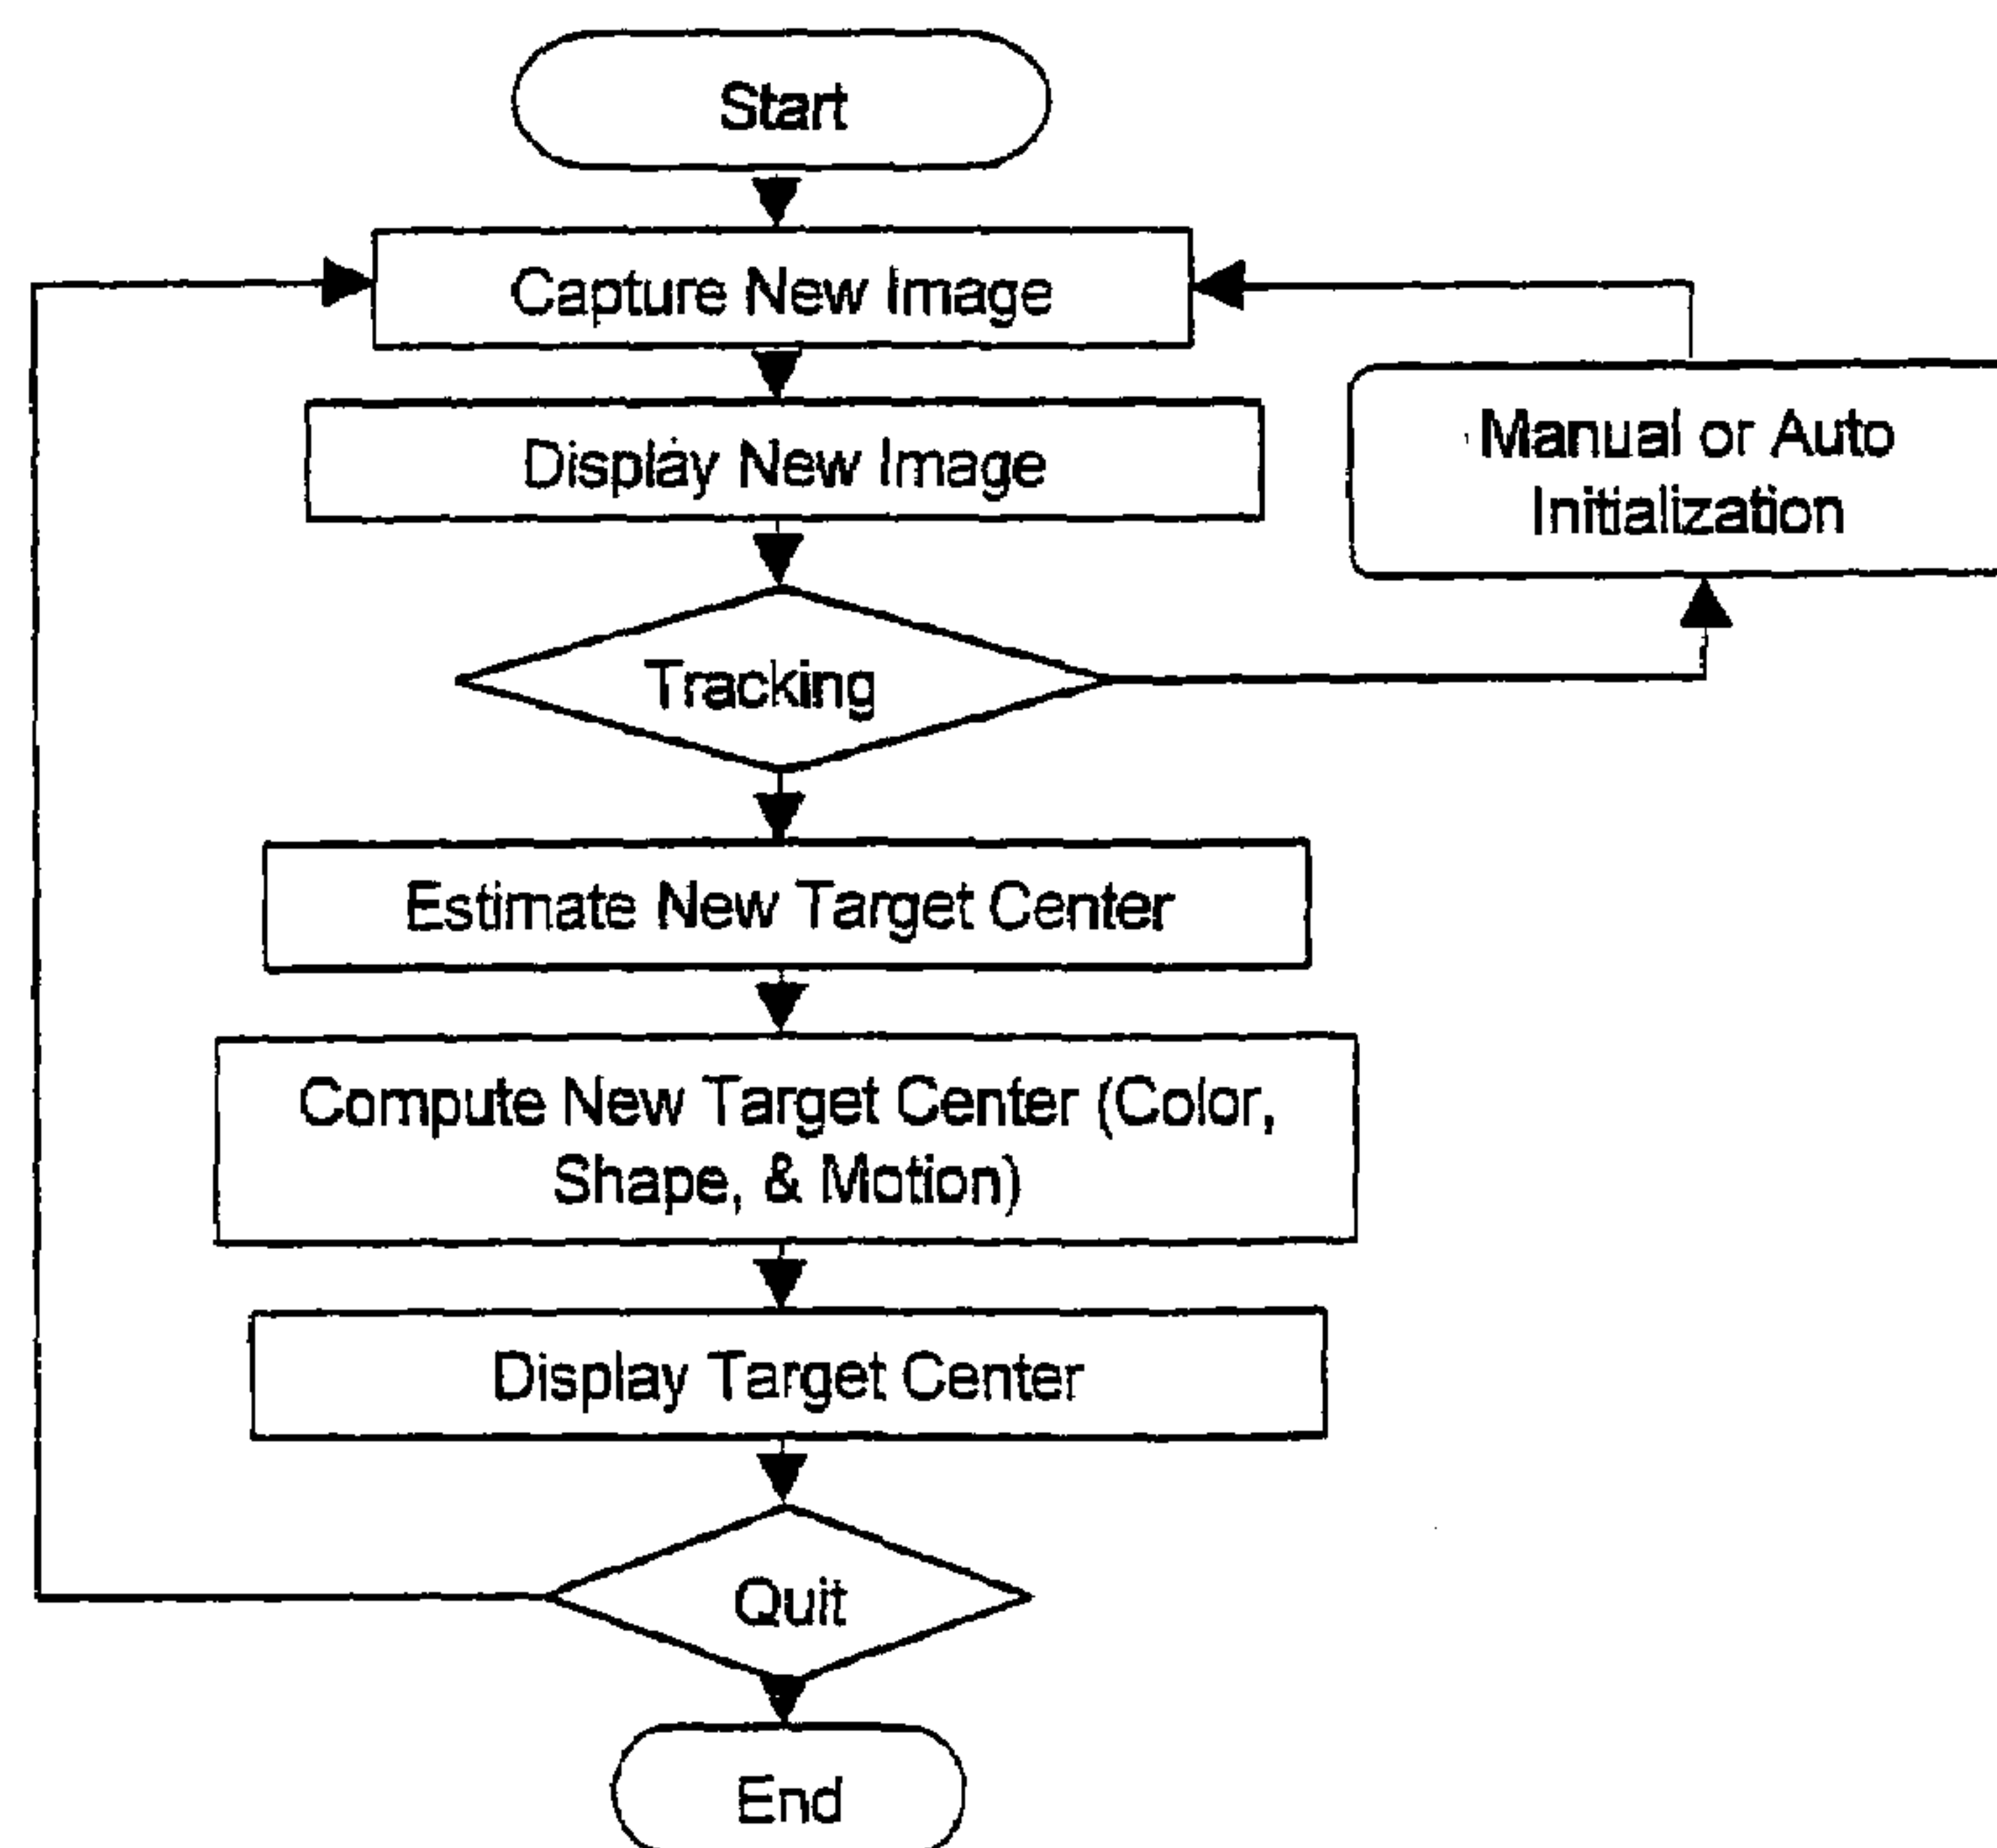 Start
Capture New Image
Display New Image
Manual or Auto
Initialization
Tracking
Estimate New Target Center
Compute New Target Center (Color,
Shape, & Motion)
Display Target Center
Quit
End